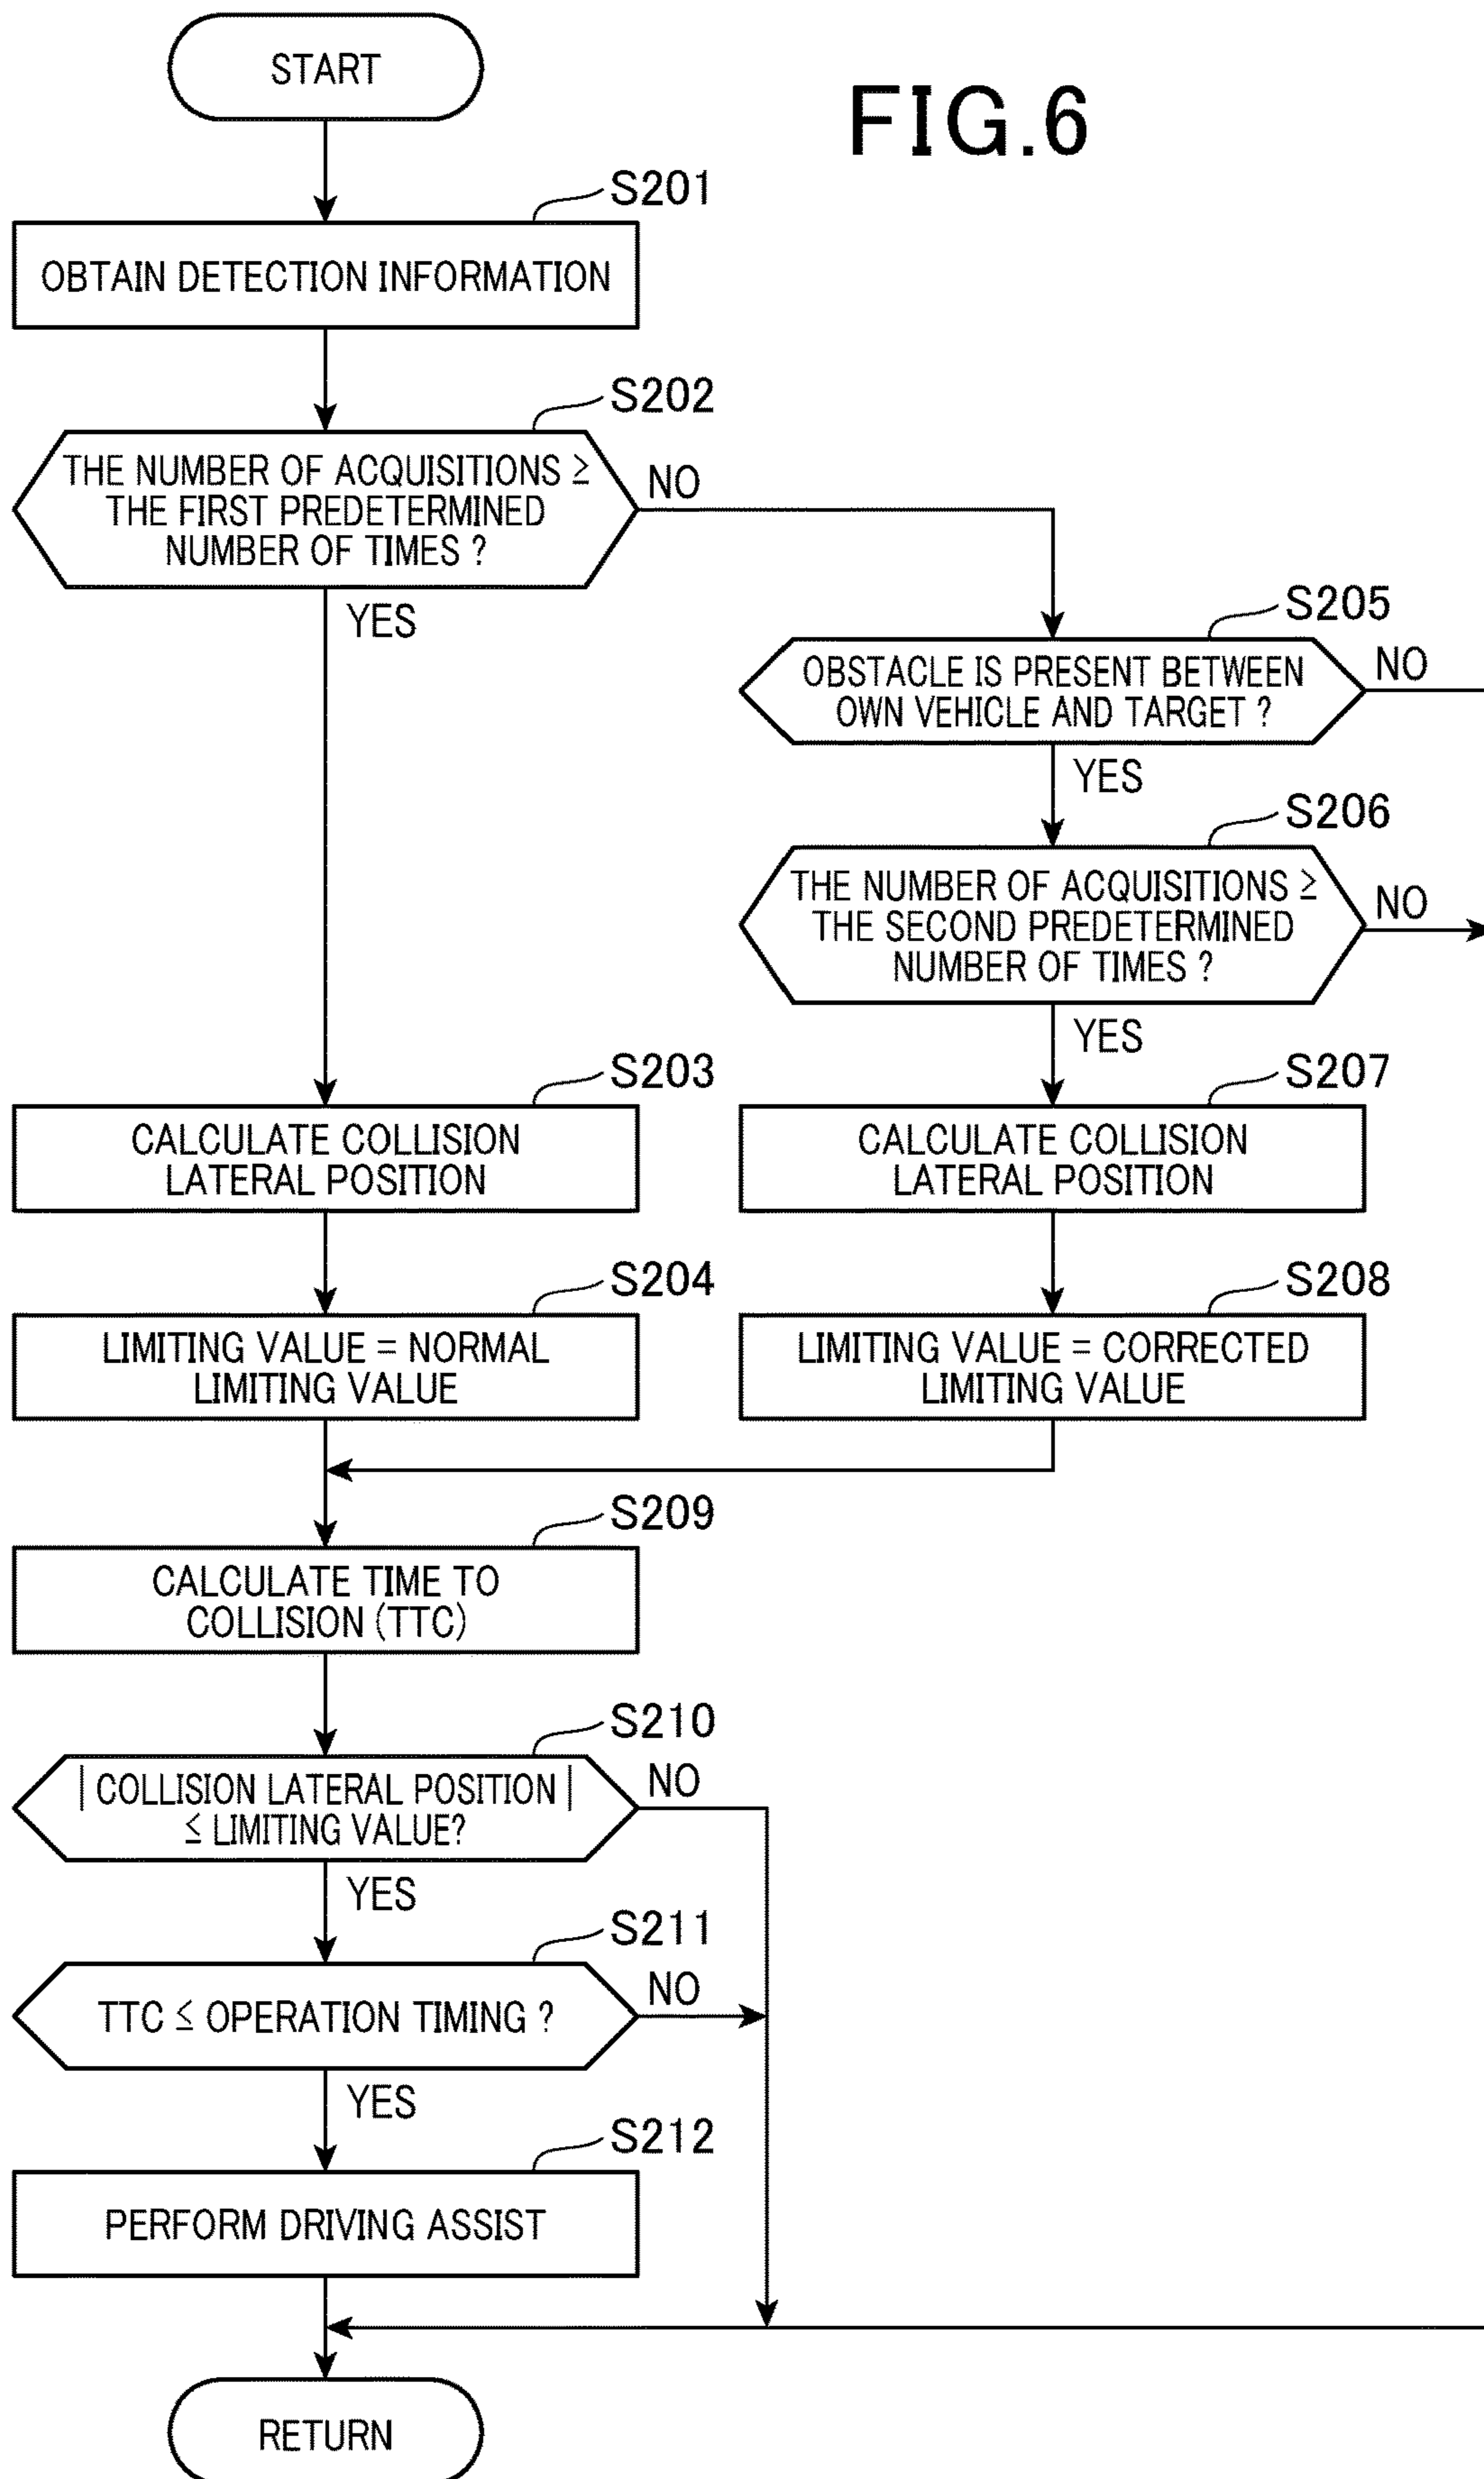 START
FIG.6
S201
OBTAIN DETECTION INFORMATION
S202
THE NUMBER OF ACQUISITIONS ≥
THE FIRST PREDETERMINED
NUMBER OF TIMES ?
NO
YES
S205
OBSTACLE IS PRESENT BETWEEN
OWN VEHICLE AND TARGET ?
NO
YES
S206
THE NUMBER OF ACQUISITIONS ≥
THE SECOND PREDETERMINED
NUMBER OF TIMES ?
NO
YES
S203
CALCULATE COLLISION
LATERAL POSITION
S207
CALCULATE COLLISION
LATERAL POSITION
S204
LIMITING VALUE = NORMAL
LIMITING VALUE
S208
LIMITING VALUE = CORRECTED
LIMITING VALUE
S209
CALCULATE TIME TO
COLLISION (TTC)
S210
| COLLISION LATERAL POSITION |
≤ LIMITING VALUE?
NO
YES
S211
TTC ≤ OPERATION TIMING ?
NO
YES
S212
PERFORM DRIVING ASSIST
RETURN